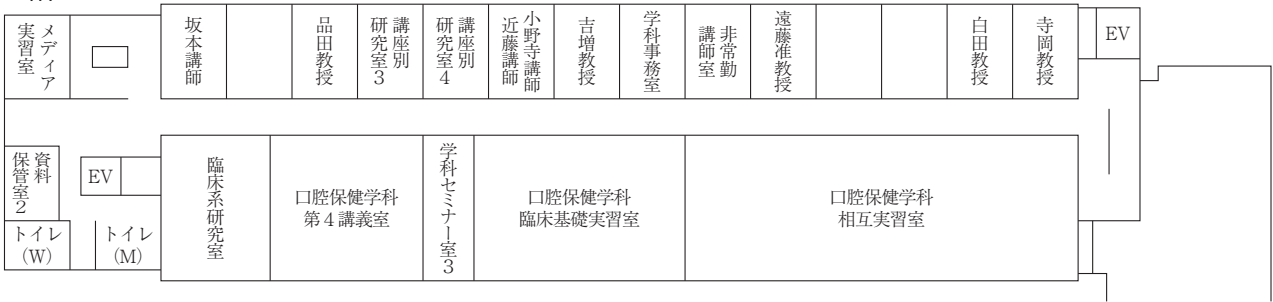 メディア
実習室
坂本講師
品田教授
講座別
研究室3
講座別
研究室4
小野寺講師
近藤講師
吉増教授
学科事務室
非常勤
講師室
遠藤准教授
白田教授
寺岡教授
EV
資料
保管室2
EV
トイレ
(W)
トイレ
(M)
臨床系研究室
口腔保健学科
第4講義室
学科セミナー室3
口腔保健学科
臨床基礎実習室
口腔保健学科
相互実習室